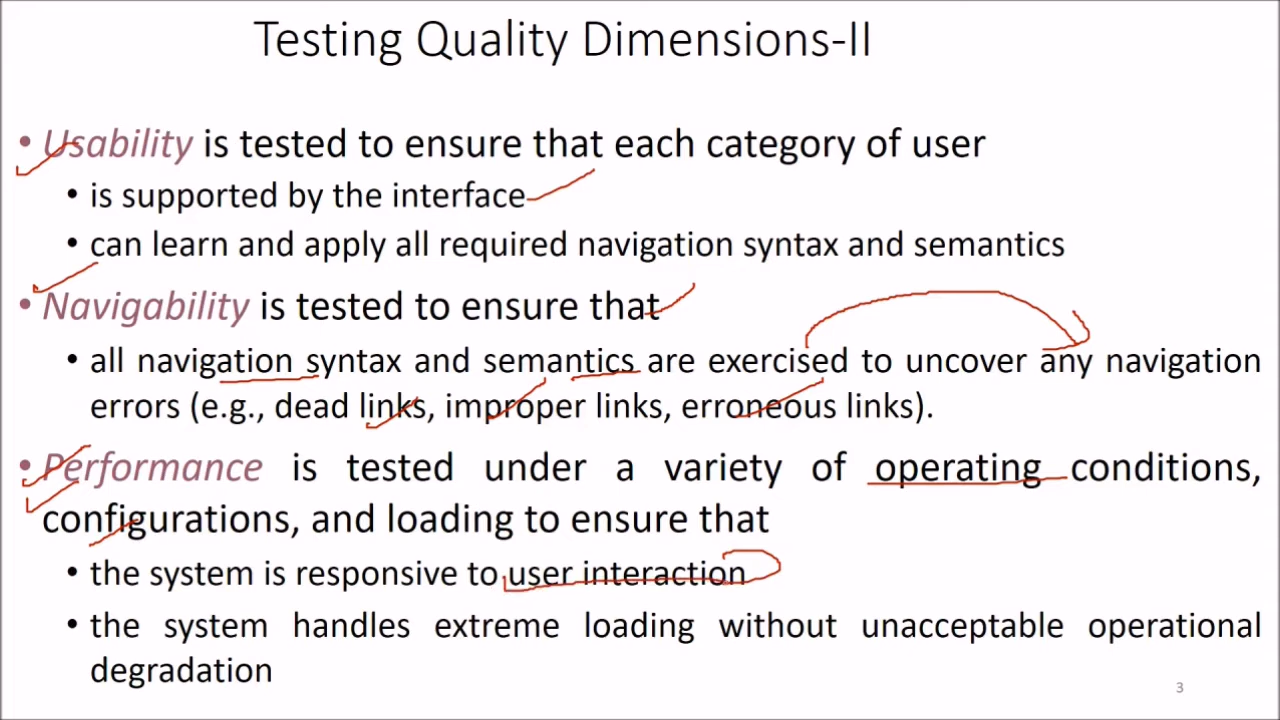 Testing Quality Dimensions-II
• Usability is tested to ensure that each category of user
• is supported by the interface
• can learn and apply all required navigation syntax and semantics
• Navigability is tested to ensure that
• all navigation syntax and semantics are exercised to uncover any navigation
errors (e.g., dead links, improper links, erroneous links).
• Performance is tested under a variety of operating conditions,
configurations, and loading to ensure that
• the system is responsive to user interaction
• the system handles extreme loading without unacceptable operational
degradation
3